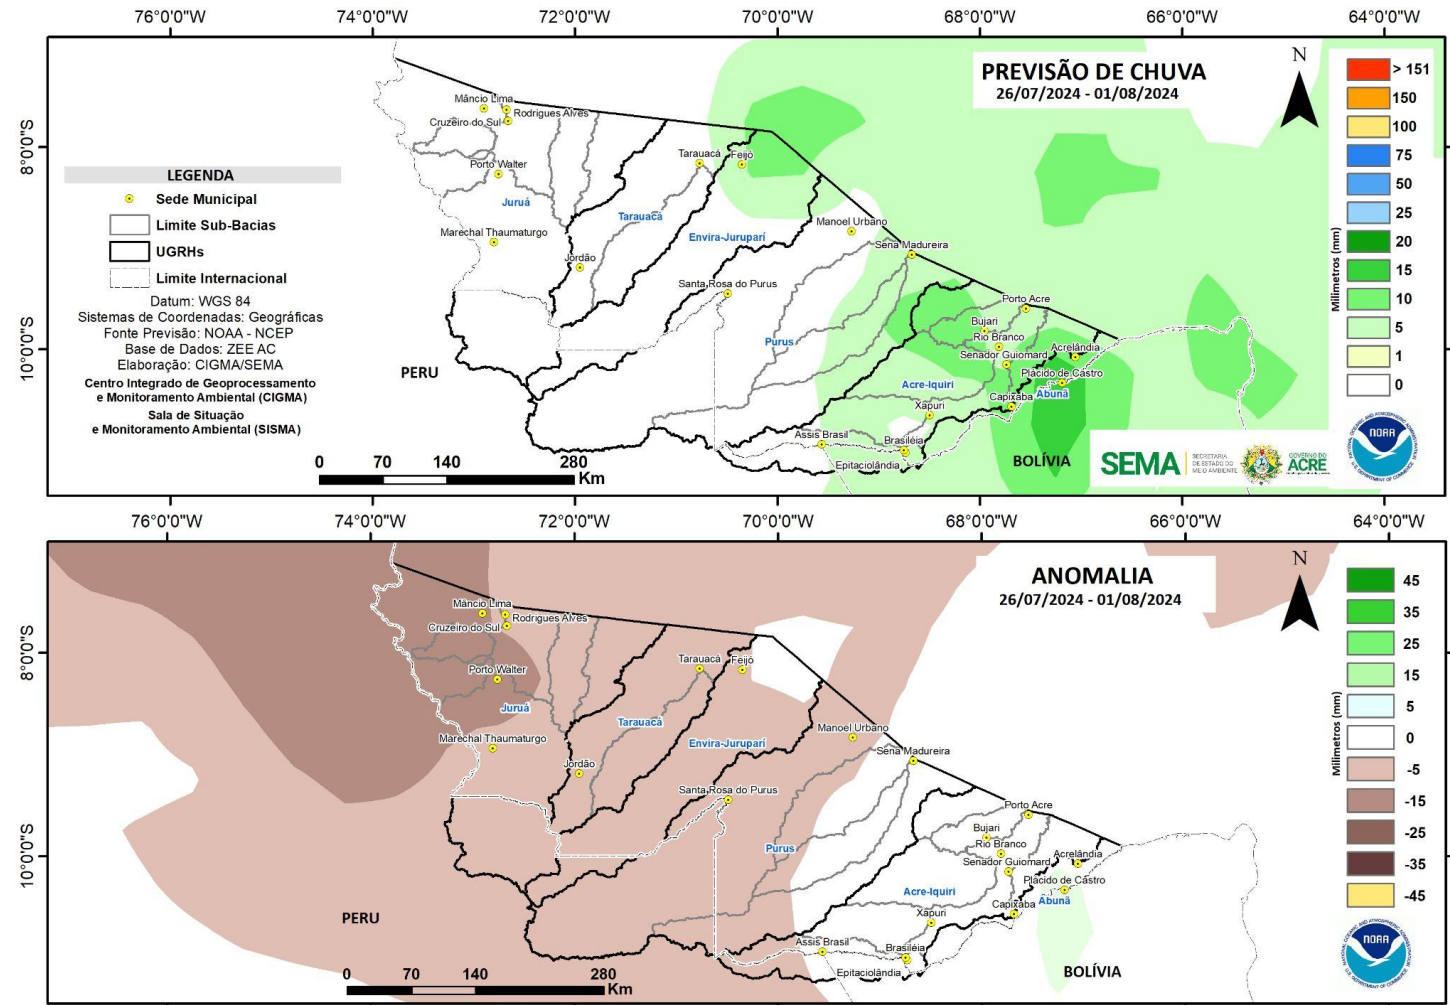 76°0'0"W 74°0'0"W 72°0'0"W 70°0'0"W 68°0'0"W 66°0'0"W 64°0'0"W
PREVISÃO DE CHUVA
26/07/2024 - 01/08/2024
N
8°0'0"S
10°0'0"S
LEGENDA
Sede Municipal
Limite Sub-Bacias
UGRHs
Limite Internacional
Datum: WGS 84
Sistemas de Coordenadas: Geográficas
Fonte Previsão: NOAA - NCEP
Base de Dados: ZEE AC
Elaboração: CIGMA/SEMA
Centro Integrado de Geoprocessamento
e Monitoramento Ambiental (CIGMA)
Sala de Situação
e Monitoramento Ambiental (SISMA)
Mâncio Lima
Rodrigues Alves
Cruzeiro do Sul
Porto Walter
Juruá
Marechal Thaumaturgo
Jordão
Tarauacá
Feijó
Tarauacá
Envira-Juruparí
Manoel Urbano
Sena Madureira
Santa Rosa do Purus
Purus
Porto Acre
Bujari
Rio Branco
Senador Guiomard
Acrelândia
Plácido de Castro
Abunã
Acre-Iquiri
Capixaba
Xapuri
Assis Brasil
Brasiléia
Epitaciolândia
PERU
BOLÍVIA
0 70 140 280
Km
Milimetros (mm)
> 151
150
100
75
50
25
20
15
10
5
1
0
SEMA
SECRETARIA
DE ESTADO DO
MEIO AMBIENTE
GOVERNO DO
ACRE
NOAA
76°0'0"W 74°0'0"W 72°0'0"W 70°0'0"W 68°0'0"W 66°0'0"W 64°0'0"W
ANOMALIA
26/07/2024 - 01/08/2024
N
8°0'0"S
10°0'0"S
Mâncio Lima
Rodrigues Alves
Cruzeiro do Sul
Porto Walter
Juruá
Marechal Thaumaturgo
Jordão
Tarauacá
Feijó
Tarauacá
Envira-Juruparí
Manoel Urbano
Sena Madureira
Santa Rosa do Purus
Purus
Porto Acre
Bujari
Rio Branco
Senador Guiomard
Acrelândia
Plácido de Castro
Abunã
Acre-Iquiri
Capixaba
Xapuri
Assis Brasil
Brasiléia
Epitaciolândia
PERU
BOLÍVIA
0 70 140 280
Km
Milimetros (mm)
45
35
25
15
5
0
-5
-15
-25
-35
-45
NOAA